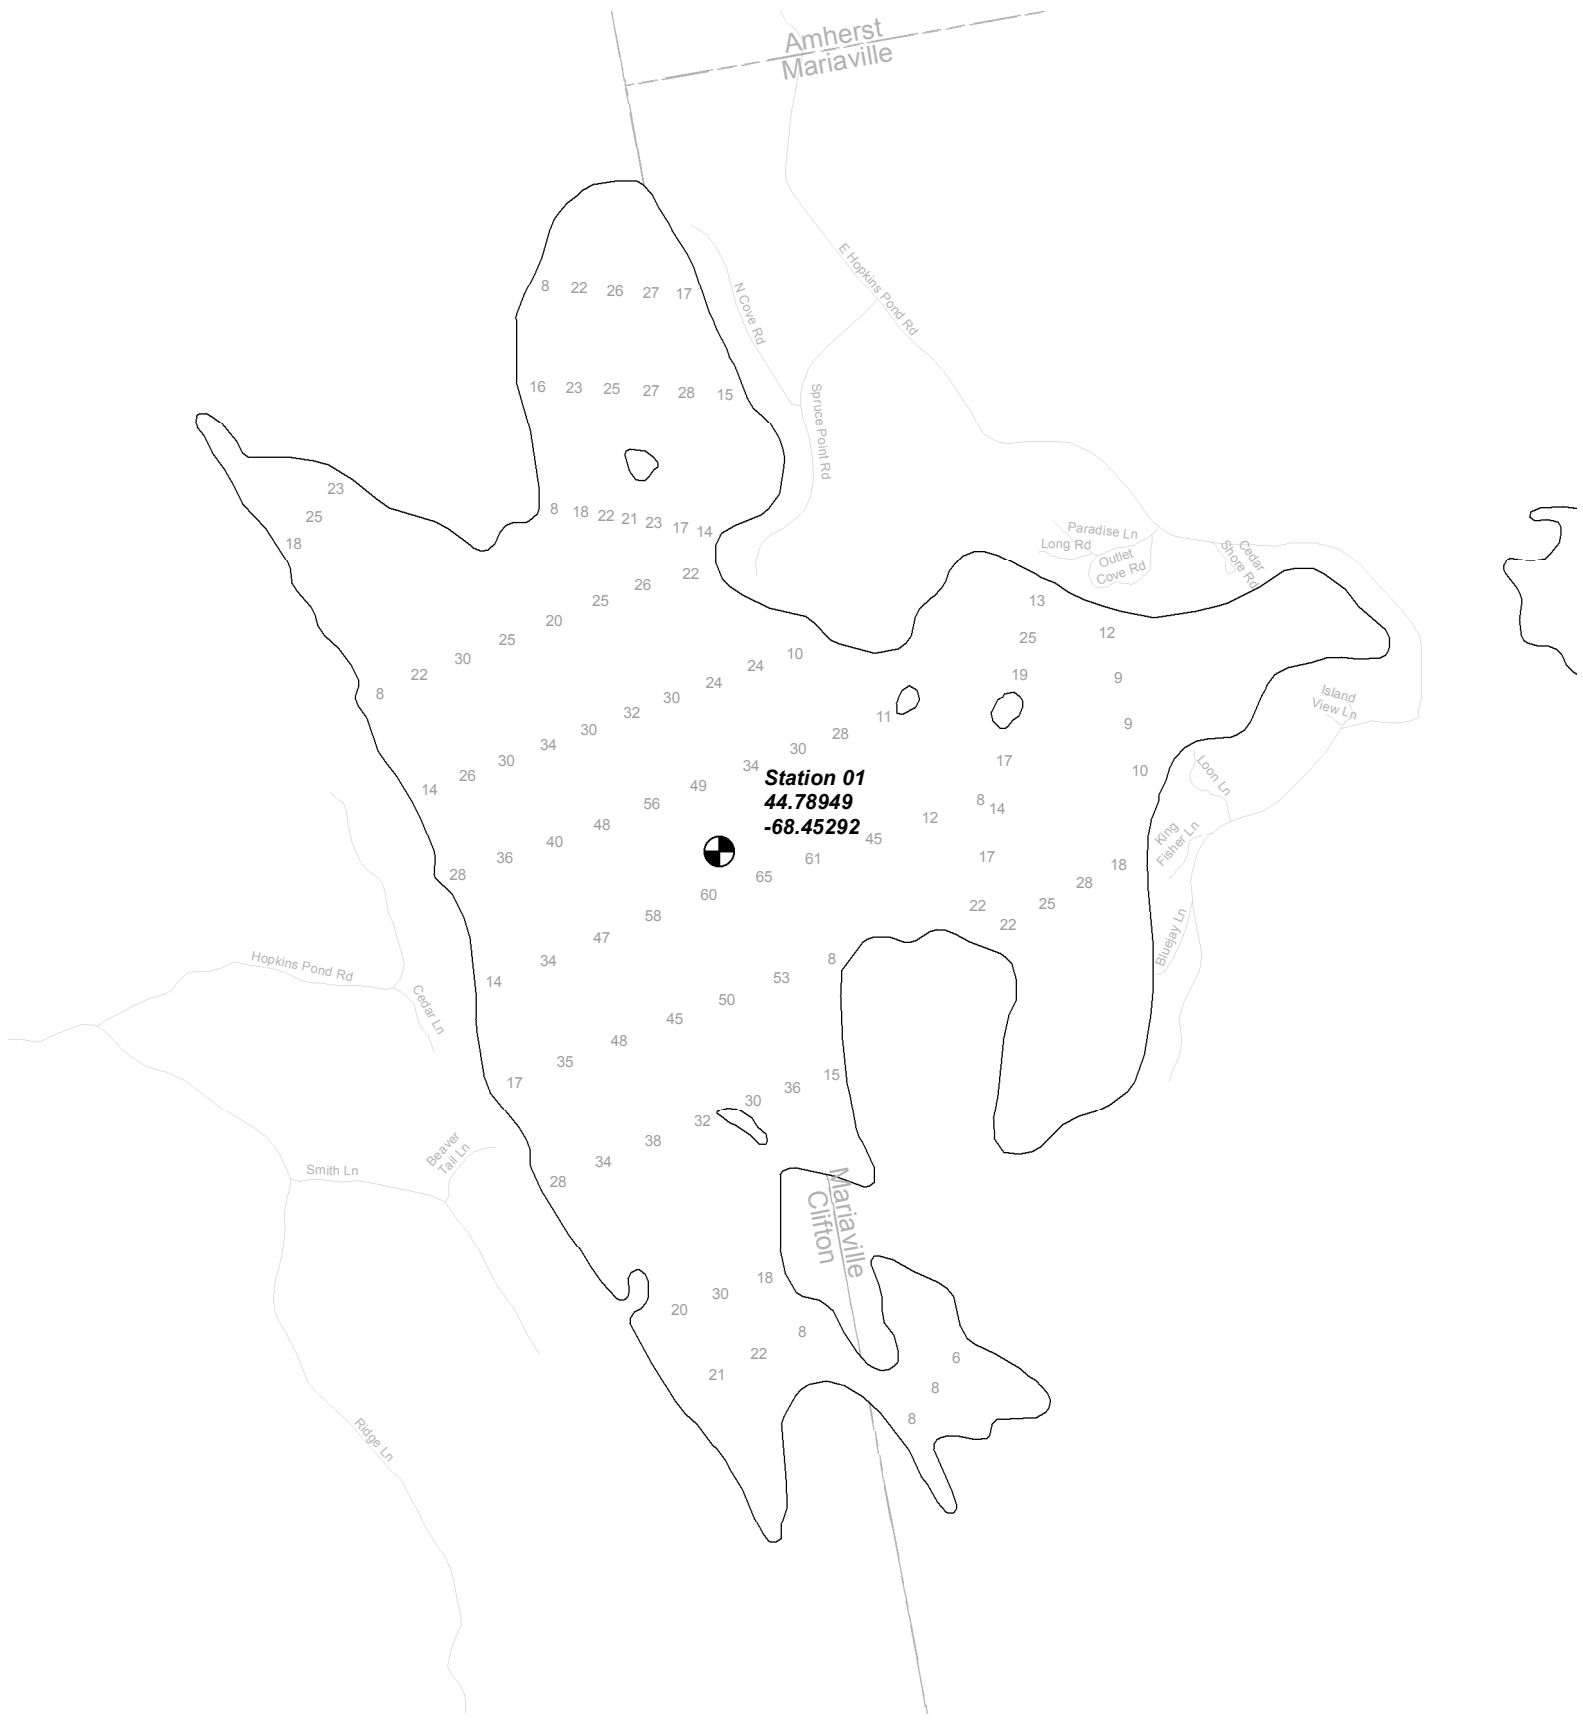 Amherst
Mariaville
E Hopkins Pond Rd
N Cove Rd
8 22 26 27 17
16 23 25 27 28 15
Spruce Point Rd
23
25
18
8 18 22 21 23 17 14
Paradise Ln
Long Rd
Outlet
Cove Rd
Cedar
Shore Rd
8 22 30 25 20 25 26 22
13
25
19
12
9
9
10
14 26 30 34 30 32 30 24 24 10
Island
View Ln
28 36 40 48 56 49 34 30 28 11
17
Loon Ln
Station 01
44.78949
-68.45292
8
14
17
22
King
Fisher Ln
14 34 47 58 60 65 61 45 12
22 25 28 18
Bluejay Ln
Hopkins Pond Rd
Cedar Ln
17 35 48 45 50 53 8
28 34 38 32 30 36 15
Beaver
Tail Ln
Smith Ln
Mariaville
Clifton
20 30 18
21 22 8
6
8
8
Ridge Ln